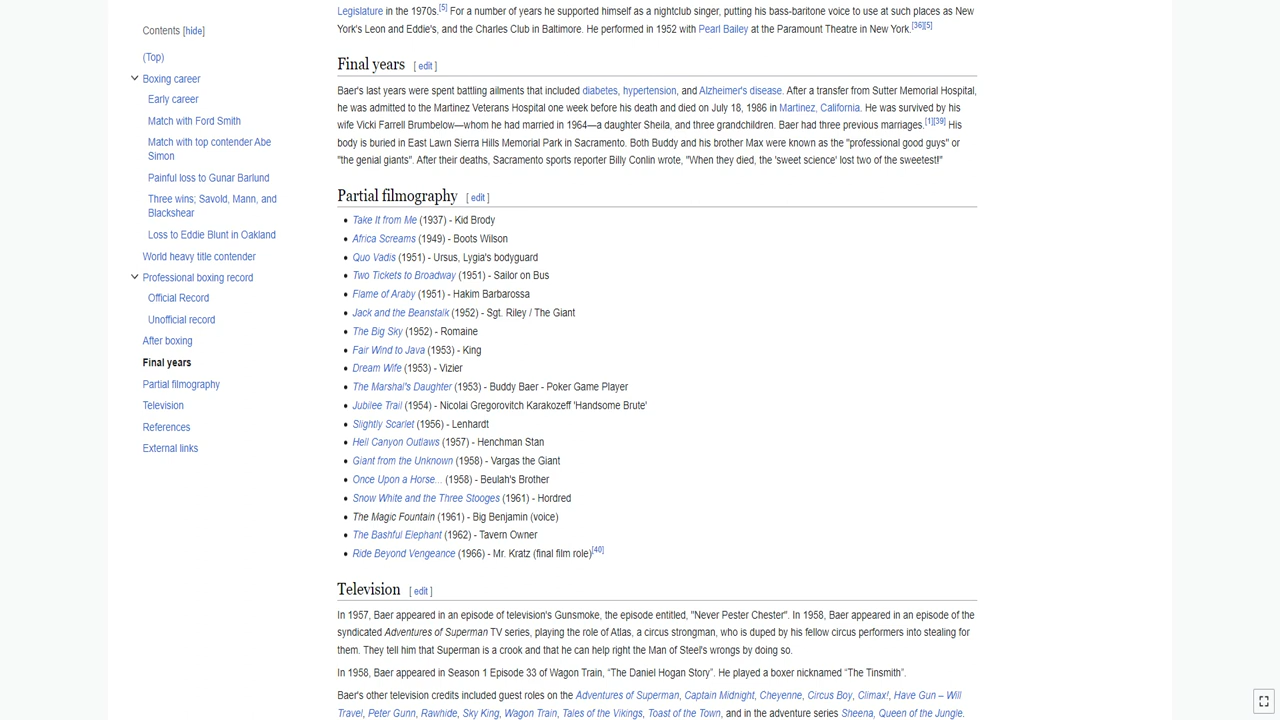 Contents [hide]
(Top)
Boxing career
Early career
Match with Ford Smith
Match with top contender Abe
Simon
Painful loss to Gunar Barlund
Three wins; Savold, Mann, and
Blackshear
Loss to Eddie Blunt in Oakland
World heavy title contender
Professional boxing record
Official Record
Unofficial record
After boxing
Final years
Partial filmography
Television
References
External links
Legislature in the 1970s.[5] For a number of years he supported himself as a nightclub singer, putting his bass-baritone voice to use at such places as New
York's Leon and Eddie's, and the Charles Club in Baltimore. He performed in 1952 with Pearl Bailey at the Paramount Theatre in New York.[36][5]
Final years [ edit ]
Baer's last years were spent battling ailments that included diabetes, hypertension, and Alzheimer's disease. After a transfer from Sutter Memorial Hospital,
he was admitted to the Martinez Veterans Hospital one week before his death and died on July 18, 1986 in Martinez, California. He was survived by his
wife Vicki Farrell Brumbelow—whom he had married in 1964—a daughter Sheila, and three grandchildren. Baer had three previous marriages.[1][39] His
body is buried in East Lawn Sierra Hills Memorial Park in Sacramento. Both Buddy and his brother Max were known as the "professional good guys" or
"the genial giants". After their deaths, Sacramento sports reporter Billy Conlin wrote, "When they died, the 'sweet science' lost two of the sweetest!"
Partial filmography [ edit ]
• Take It from Me (1937) - Kid Brody
• Africa Screams (1949) - Boots Wilson
• Quo Vadis (1951) - Ursus, Lygia's bodyguard
• Two Tickets to Broadway (1951) - Sailor on Bus
• Flame of Araby (1951) - Hakim Barbarossa
• Jack and the Beanstalk (1952) - Sgt. Riley / The Giant
• The Big Sky (1952) - Romaine
• Fair Wind to Java (1953) - King
• Dream Wife (1953) - Vizier
• The Marshal's Daughter (1953) - Buddy Baer - Poker Game Player
• Jubilee Trail (1954) - Nicolai Gregorovitch Karakozeff 'Handsome Brute'
• Slightly Scarlet (1956) - Lenhardt
• Hell Canyon Outlaws (1957) - Henchman Stan
• Giant from the Unknown (1958) - Vargas the Giant
• Once Upon a Horse... (1958) - Beulah's Brother
• Snow White and the Three Stooges (1961) - Hordred
• The Magic Fountain (1961) - Big Benjamin (voice)
• The Bashful Elephant (1962) - Tavern Owner
• Ride Beyond Vengeance (1966) - Mr. Kratz (final film role)[40]
Television [ edit ]
In 1957, Baer appeared in an episode of television's Gunsmoke, the episode entitled, "Never Pester Chester". In 1958, Baer appeared in an episode of the
syndicated Adventures of Superman TV series, playing the role of Atlas, a circus strongman, who is duped by his fellow circus performers into stealing for
them. They tell him that Superman is a crook and that he can help right the Man of Steel's wrongs by doing so.
In 1958, Baer appeared in Season 1 Episode 33 of Wagon Train, “The Daniel Hogan Story”. He played a boxer nicknamed “The Tinsmith”.
Baer's other television credits included guest roles on the Adventures of Superman, Captain Midnight, Cheyenne, Circus Boy, Climax!, Have Gun – Will
Travel, Peter Gunn, Rawhide, Sky King, Wagon Train, Tales of the Vikings, Toast of the Town, and in the adventure series Sheena, Queen of the Jungle.